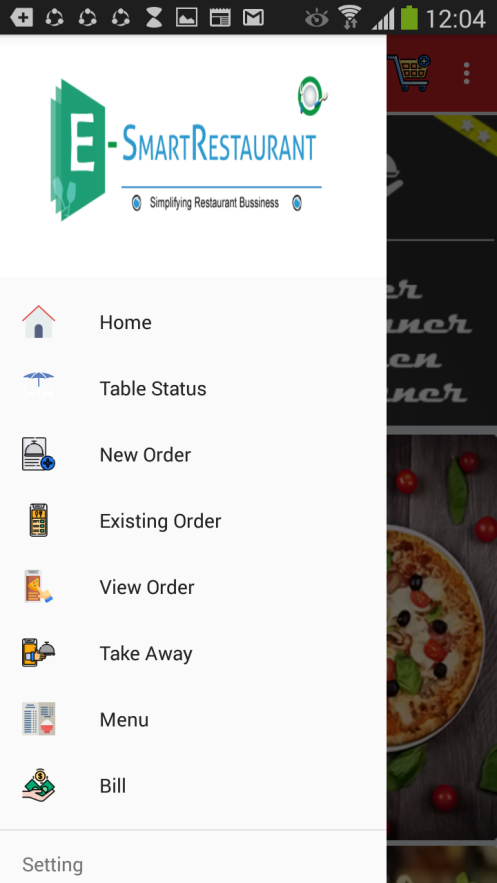 12:04
E-SMARTRESTAURANT
Simplifying Restaurant Bussiness
Home
Table Status
New Order
Existing Order
View Order
Take Away
Menu
Bill
Setting